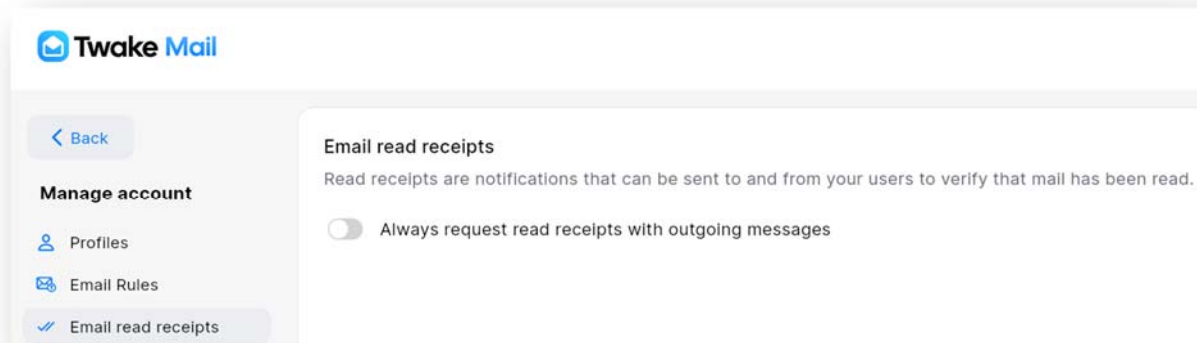 Twake Mail
Back
Manage account
Profiles
Email Rules
Email read receipts
Email read receipts
Read receipts are notifications that can be sent to and from your users to verify that mail has been read.
Always request read receipts with outgoing messages